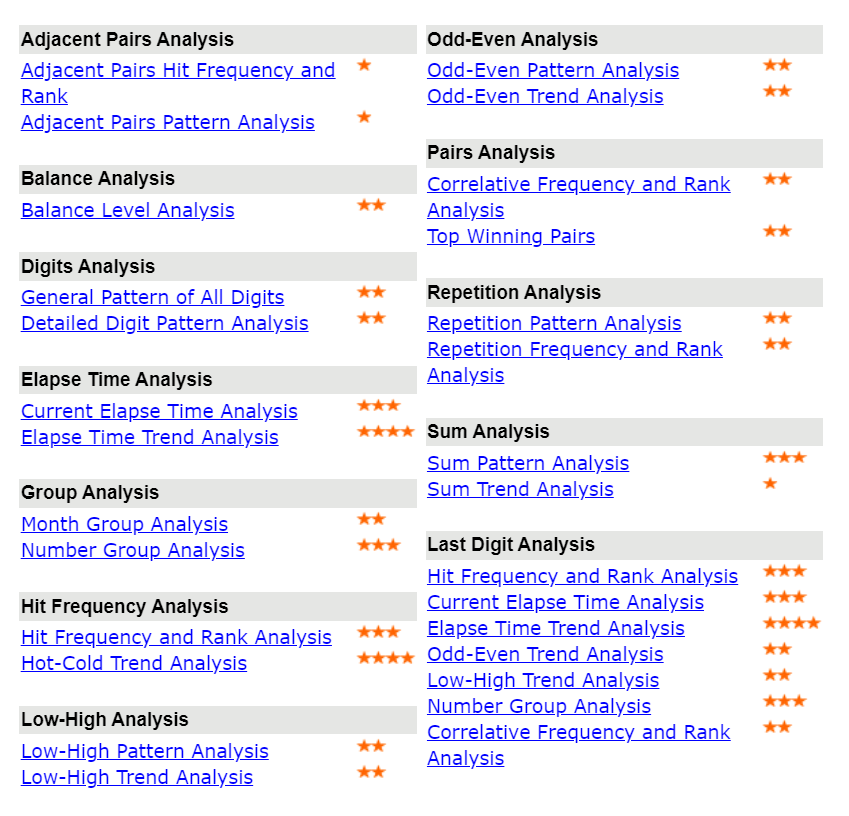 Adjacent Pairs Analysis
Adjacent Pairs Hit Frequency and
Rank
Adjacent Pairs Pattern Analysis
Balance Analysis
Balance Level Analysis
Digits Analysis
General Pattern of All Digits
Detailed Digit Pattern Analysis
Elapse Time Analysis
Current Elapse Time Analysis
Elapse Time Trend Analysis
Group Analysis
Month Group Analysis
Number Group Analysis
Hit Frequency Analysis
Hit Frequency and Rank Analysis
Hot-Cold Trend Analysis
Low-High Analysis
Low-High Pattern Analysis
Low-High Trend Analysis
Odd-Even Analysis
Odd-Even Pattern Analysis
Odd-Even Trend Analysis
Pairs Analysis
Correlative Frequency and Rank
Analysis
Top Winning Pairs
Repetition Analysis
Repetition Pattern Analysis
Repetition Frequency and Rank
Analysis
Sum Analysis
Sum Pattern Analysis
Sum Trend Analysis
Last Digit Analysis
Hit Frequency and Rank Analysis
Current Elapse Time Analysis
Elapse Time Trend Analysis
Odd-Even Trend Analysis
Low-High Trend Analysis
Number Group Analysis
Correlative Frequency and Rank
Analysis